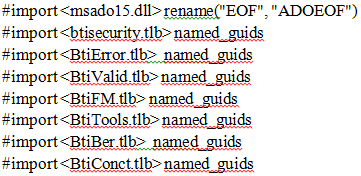 #import<msado15.dll>rename("EOF", "ADOEOF")
#import<btisecurity.tlb>named_guids
#import<BtiError.tlb> named_guids
#import<BtiValid.tlb>named_guids
#import<BtiFM.tlb>named_guids
#import<BtiTools.tlb>named_guids
#import<BtiBer.tlb> named_guids
#import<BtiConct.tlb>named_guids